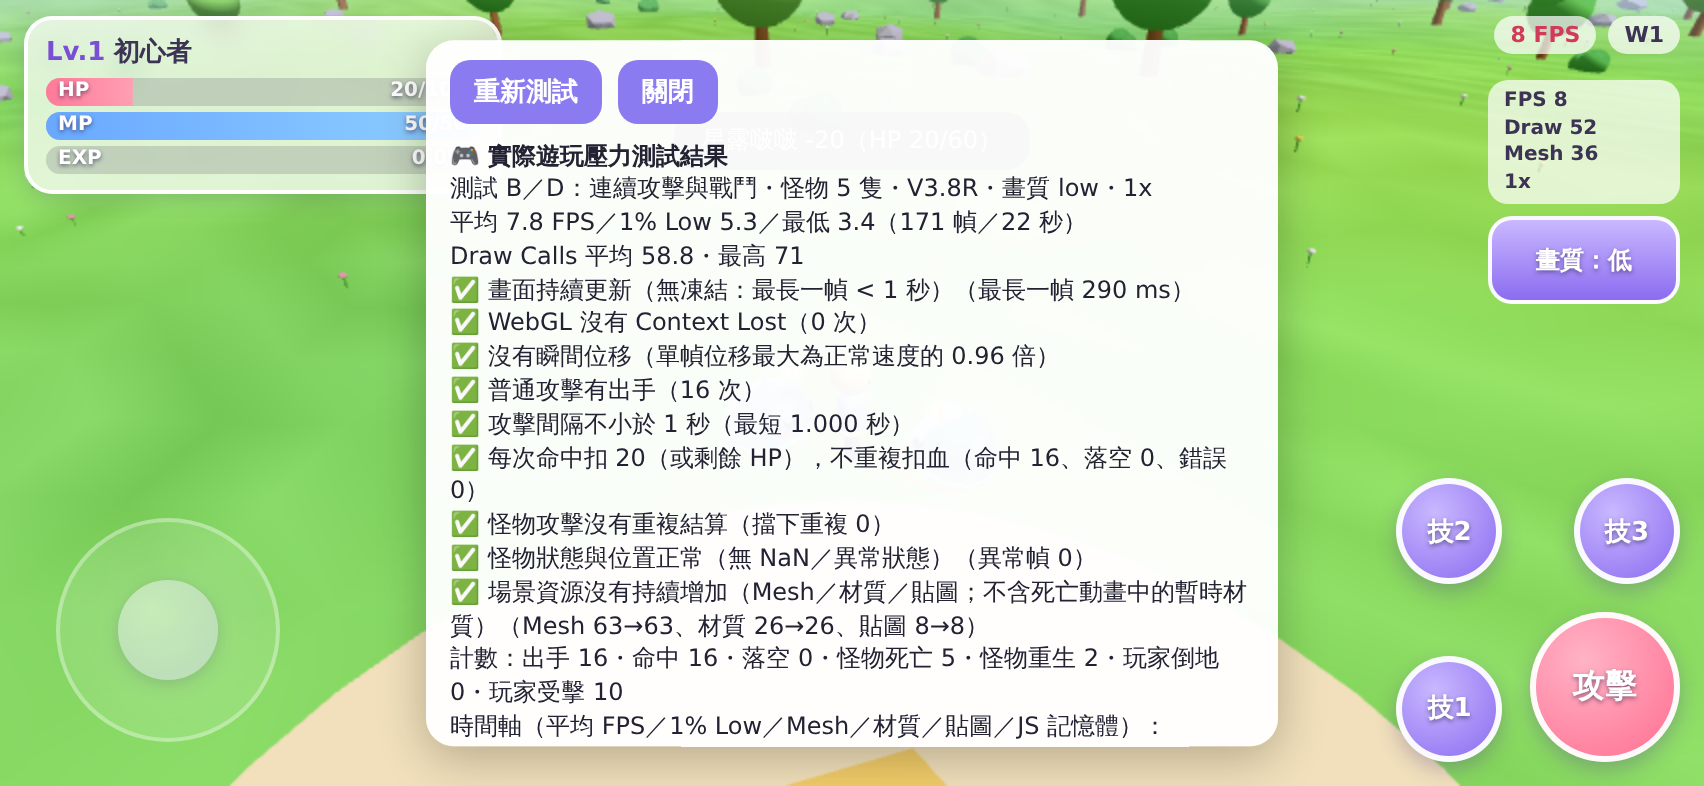 Lv.1 初心者
HP 20/
MP 50/
EXP 0
重新測試
關閉
星露啵啵 -20（HP 20/60）
🎮 實際遊玩壓力測試結果
測試 B／D：連續攻擊與戰鬥・怪物 5 隻・V3.8R・畫質 low・1x
平均 7.8 FPS／1% Low 5.3／最低 3.4（171 幀／22 秒）
Draw Calls 平均 58.8・最高 71
✅ 畫面持續更新（無凍結：最長一幀 < 1 秒）（最長一幀 290 ms）
✅ WebGL 沒有 Context Lost（0 次）
✅ 沒有瞬間位移（單幀位移最大為正常速度的 0.96 倍）
✅ 普通攻擊有出手（16 次）
✅ 攻擊間隔不小於 1 秒（最短 1.000 秒）
✅ 每次命中扣 20（或剩餘 HP），不重複扣血（命中 16、落空 0、錯誤
0）
✅ 怪物攻擊沒有重複結算（擋下重複 0）
✅ 怪物狀態與位置正常（無 NaN／異常狀態）（異常幀 0）
✅ 場景資源沒有持續增加（Mesh／材質／貼圖；不含死亡動畫中的暫時材
質）（Mesh 63→63、材質 26→26、貼圖 8→8）
計數：出手 16・命中 16・落空 0・怪物死亡 5・怪物重生 2・玩家倒地
0・玩家受擊 10
時間軸（平均 FPS／1% Low／Mesh／材質／貼圖／JS 記憶體）：
8 FPS
W1
FPS 8
Draw 52
Mesh 36
1x
畫質：低
技2
技3
技1
攻擊